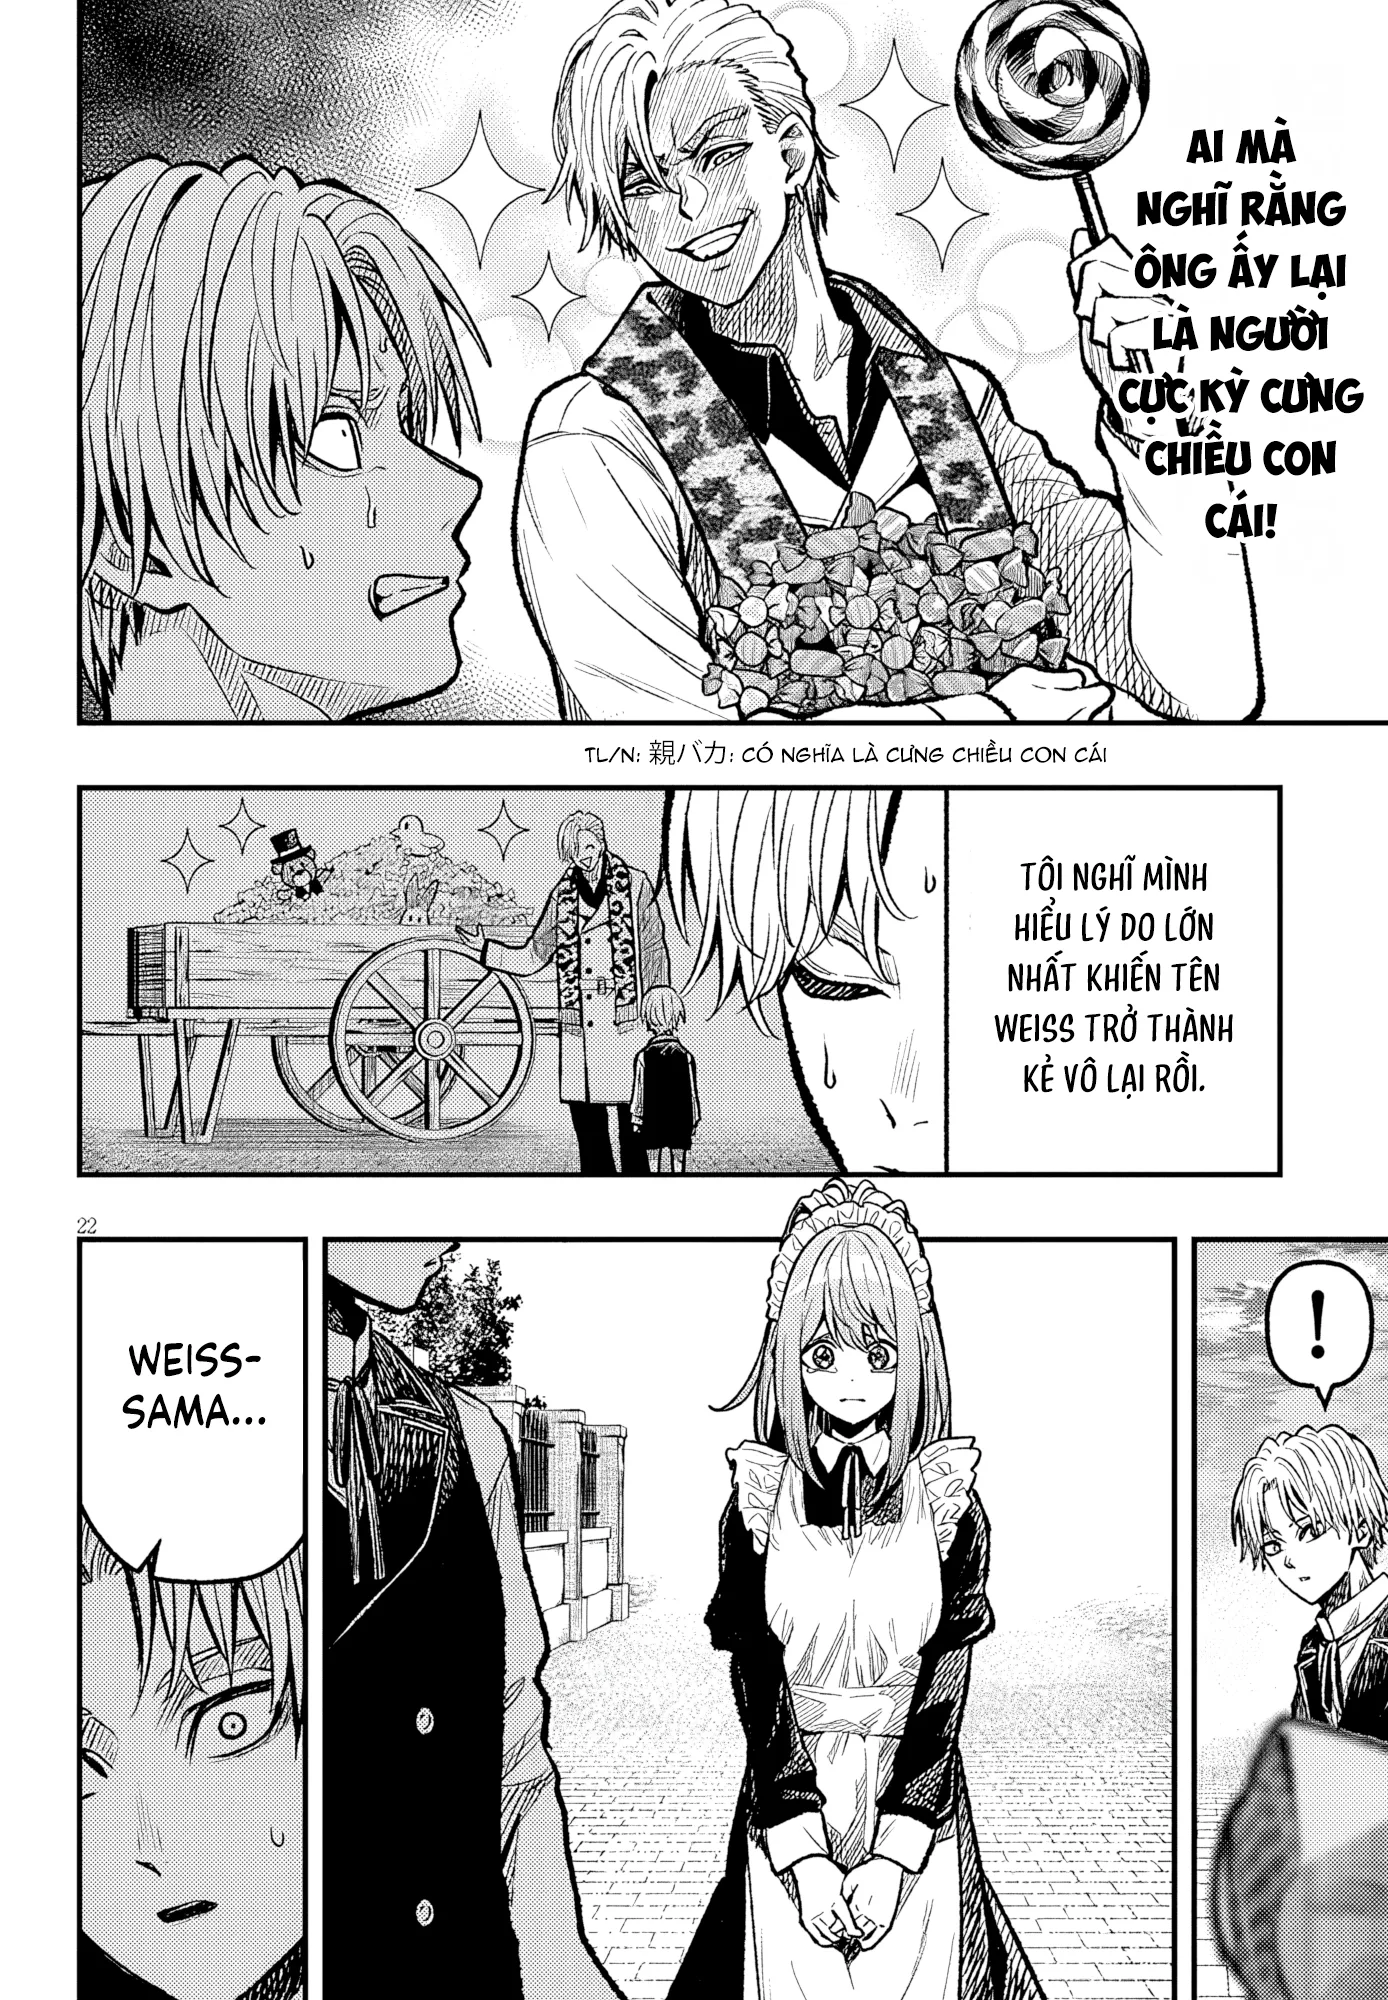 AI MÀ
NGHĨ RẰNG
ÔNG ẤY LẠI
LÀ NGƯỜI
CỰC KỲ CƯNG
CHIỀU CON
CÁI!
TL/N: 親バカ: CÓ NGHĨA LÀ CƯNG CHIỀU CON CÁI
TÔI NGHĨ MÌNH
HIỂU LÝ DO LỚN
NHẤT KHIẾN TÊN
WEISS TRỞ THÀNH
KẺ VÔ LẠI RỒI.
22
!
WEISS-
SAMA...